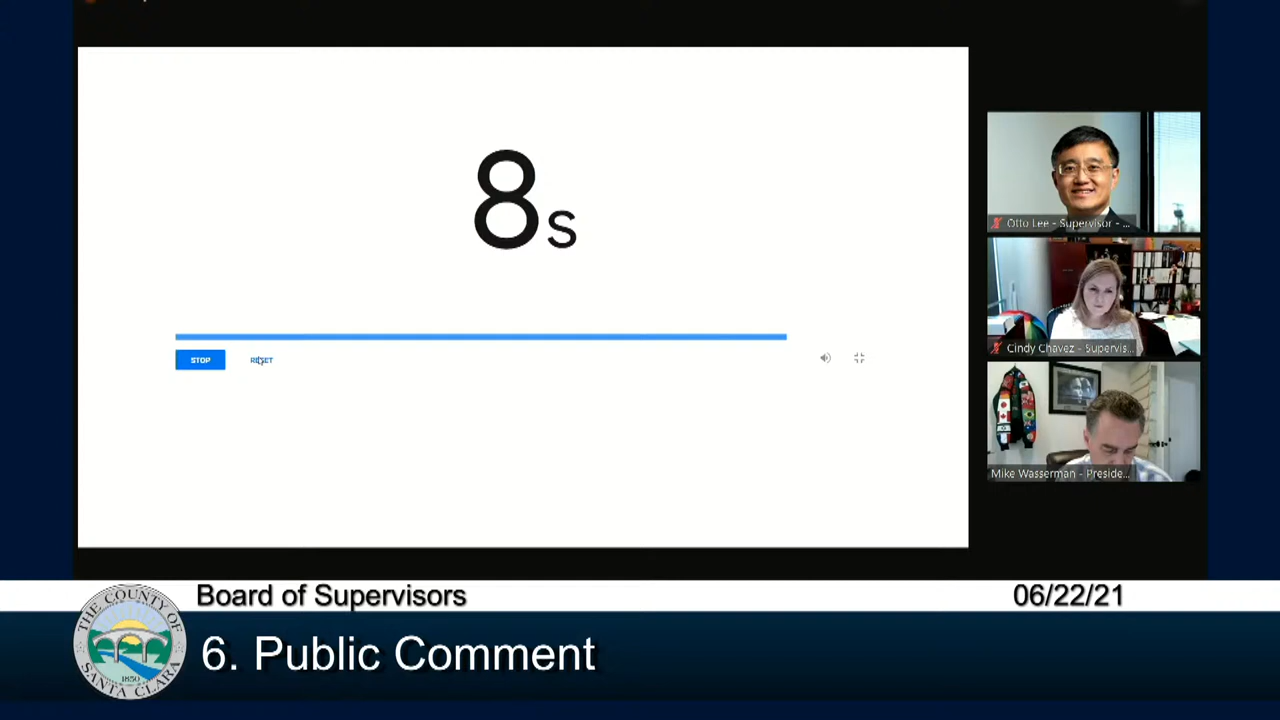 8s
STOP
RESET
Otto Lee - Supervisor - ...
Cindy Chavez - Supervis...
Mike Wasserman - Preside...
Board of Supervisors
06/22/21
THE COUNTY OF
SANTA CLARA
1850
6. Public Comment